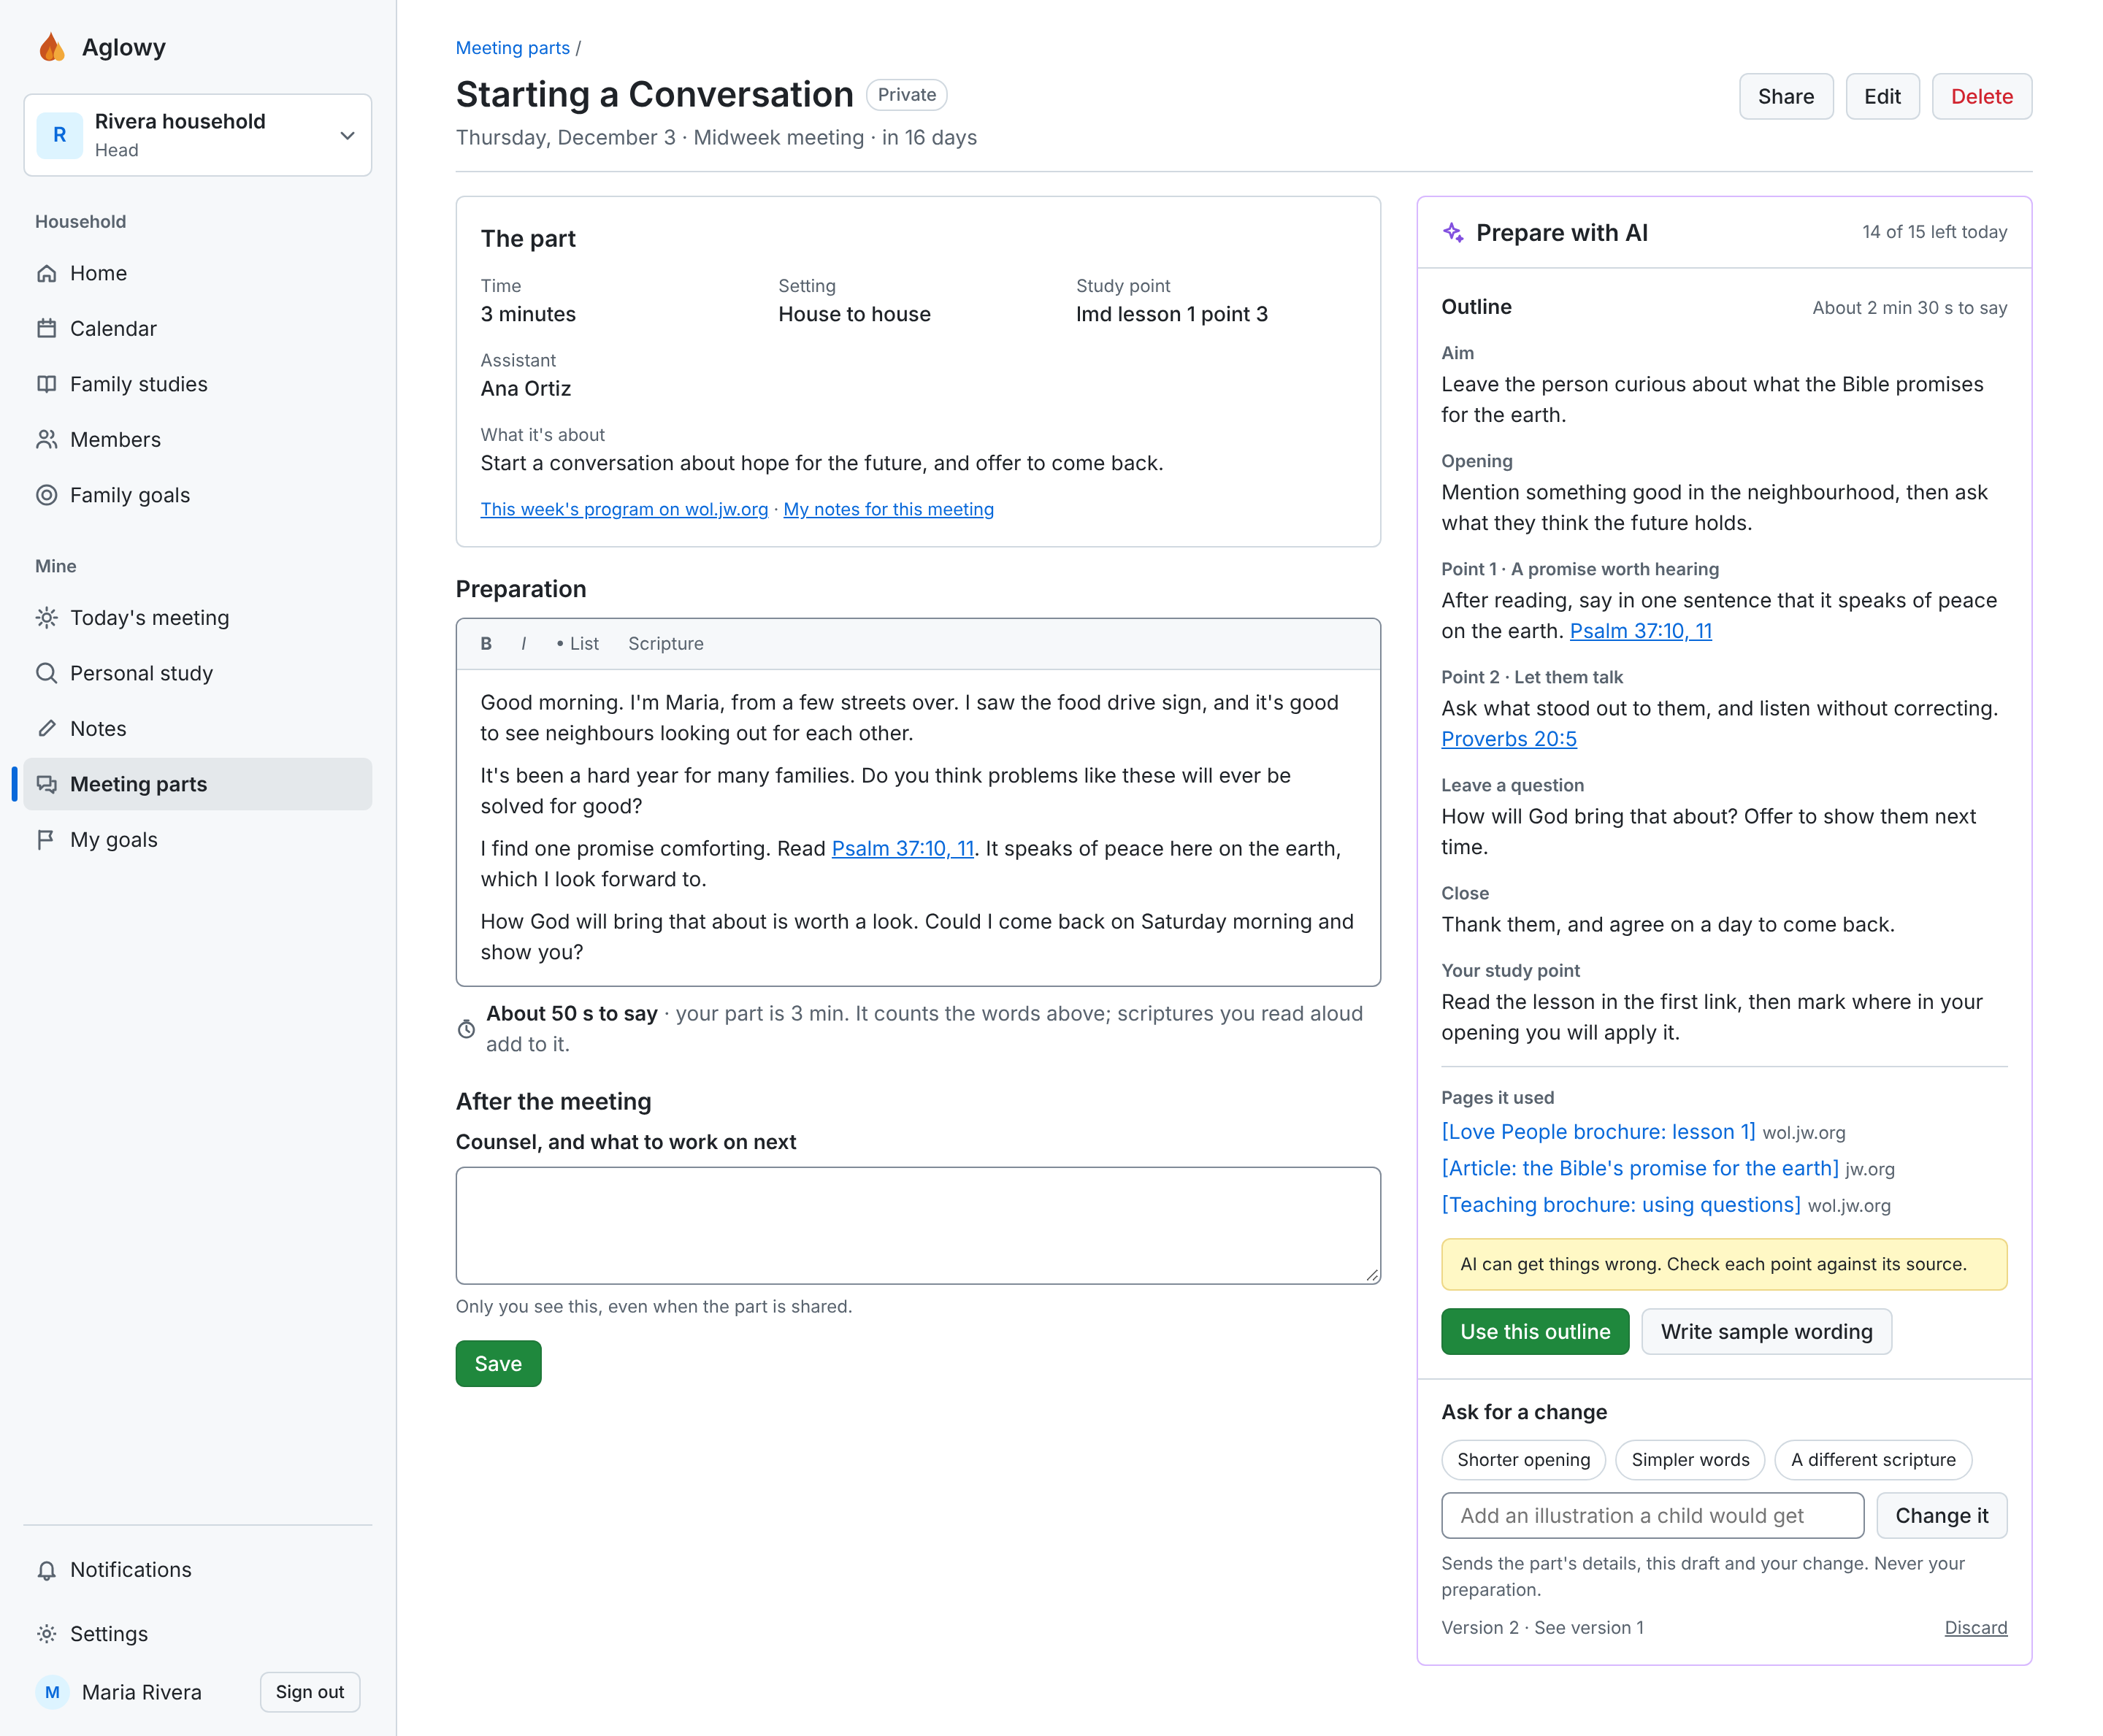 Aglowy
R
Rivera household
Head
Household
Home
Calendar
Family studies
Members
Family goals
Mine
Today's meeting
Personal study
Notes
Meeting parts
My goals
Notifications
Settings
M
Maria Rivera
Sign out
Meeting parts /
Starting a Conversation
Private
Thursday, December 3 · Midweek meeting · in 16 days
Share
Edit
Delete
The part
Time
3 minutes
Setting
House to house
Study point
lmd lesson 1 point 3
Assistant
Ana Ortiz
What it's about
Start a conversation about hope for the future, and offer to come back.
This week's program on wol.jw.org · My notes for this meeting
Preparation
B I • List Scripture
Good morning. I'm Maria, from a few streets over. I saw the food drive sign, and it's good
to see neighbours looking out for each other.
It's been a hard year for many families. Do you think problems like these will ever be
solved for good?
I find one promise comforting. Read Psalm 37:10, 11. It speaks of peace here on the earth,
which I look forward to.
How God will bring that about is worth a look. Could I come back on Saturday morning and
show you?
About 50 s to say · your part is 3 min. It counts the words above; scriptures you read aloud
add to it.
After the meeting
Counsel, and what to work on next
Only you see this, even when the part is shared.
Save
Prepare with AI
14 of 15 left today
Outline
About 2 min 30 s to say
Aim
Leave the person curious about what the Bible promises
for the earth.
Opening
Mention something good in the neighbourhood, then ask
what they think the future holds.
Point 1 · A promise worth hearing
After reading, say in one sentence that it speaks of peace
on the earth. Psalm 37:10, 11
Point 2 · Let them talk
Ask what stood out to them, and listen without correcting.
Proverbs 20:5
Leave a question
How will God bring that about? Offer to show them next
time.
Close
Thank them, and agree on a day to come back.
Your study point
Read the lesson in the first link, then mark where in your
opening you will apply it.
Pages it used
[Love People brochure: lesson 1] wol.jw.org
[Article: the Bible's promise for the earth] jw.org
[Teaching brochure: using questions] wol.jw.org
AI can get things wrong. Check each point against its source.
Use this outline
Write sample wording
Ask for a change
Shorter opening
Simpler words
A different scripture
Add an illustration a child would get
Change it
Sends the part's details, this draft and your change. Never your
preparation.
Version 2 · See version 1
Discard